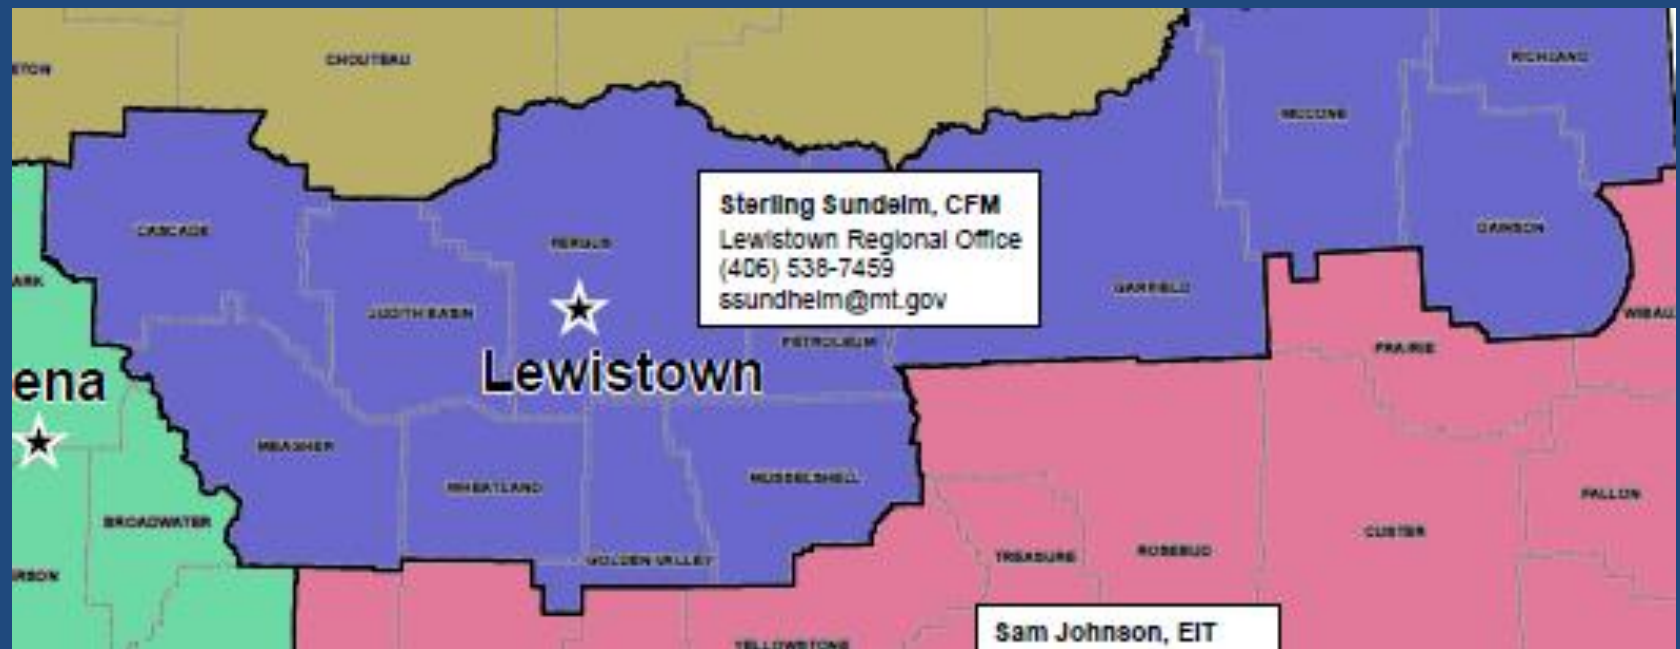 CHOUTEAU
RICHLAND
MCCONE
Sterling Sundeim, CFM
Lewistown Regional Office
(406) 538-7459
ssundheim@mt.gov
CASCADE
FERGUS
DAWSON
GARFIELD
JUDITH BASIN
PETROLEUM
PRAIRIE
Lewistown
ena
MEAGHER
WHEATLAND
MUSSELSHELL
FALLON
BROADWATER
CUSTER
TREASURE
ROSEBUD
GOLDEN VALLEY
Sam Johnson, EIT
YELLOWSTONE